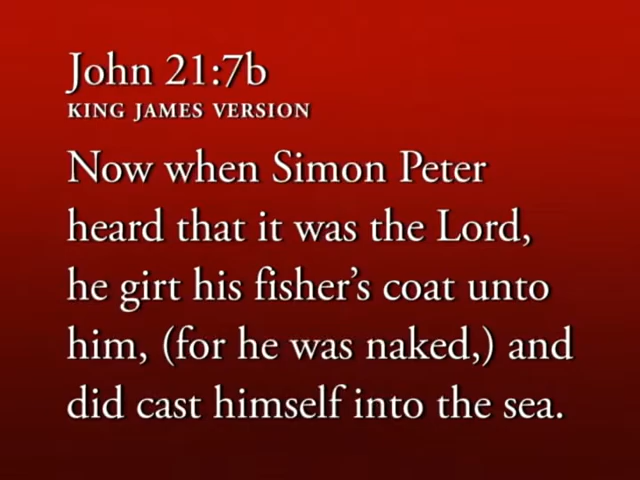 John 21:7b
KING JAMES VERSION
Now when Simon Peter
heard that it was the Lord,
he girt his fisher’s coat unto
him, (for he was naked,) and
did cast himself into the sea.